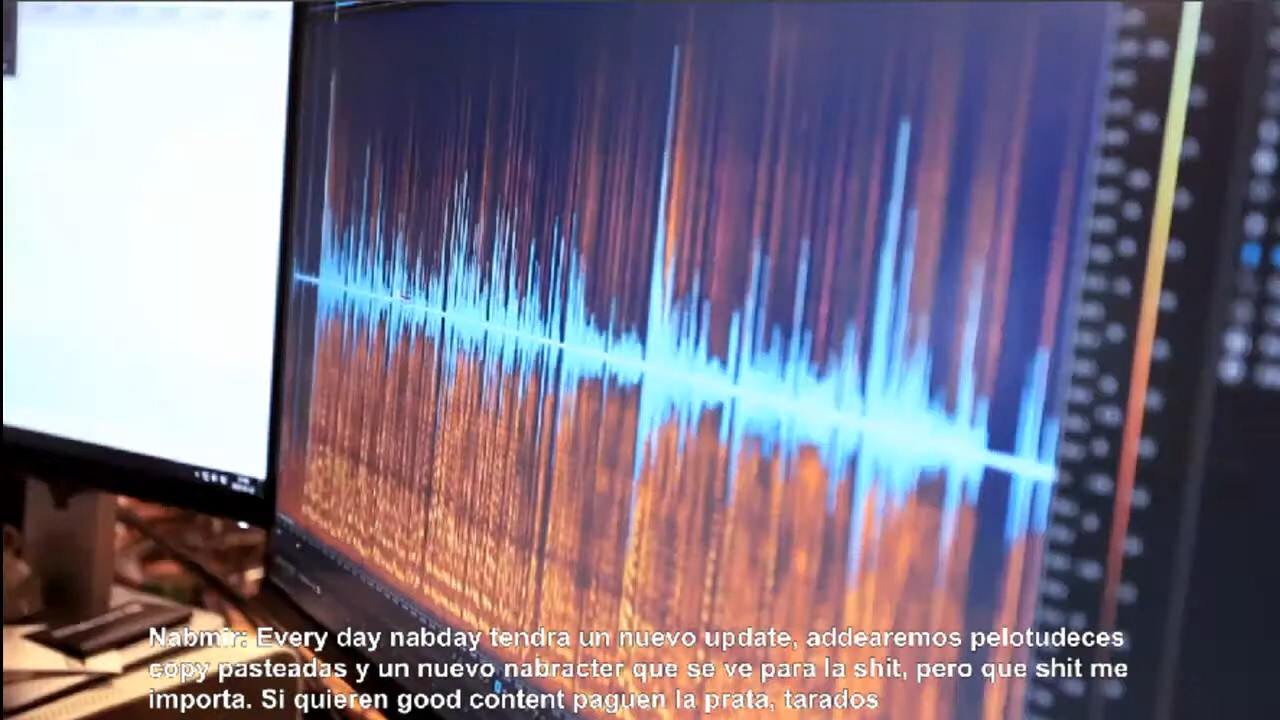 Nabmir: Every day nabday tendra un nuevo update, addearemos pelotudeces
copy pasteadas y un nuevo nabracter que se ve para la shit, pero que shit me
importa. Si quieren good content paguen la prata, tarados